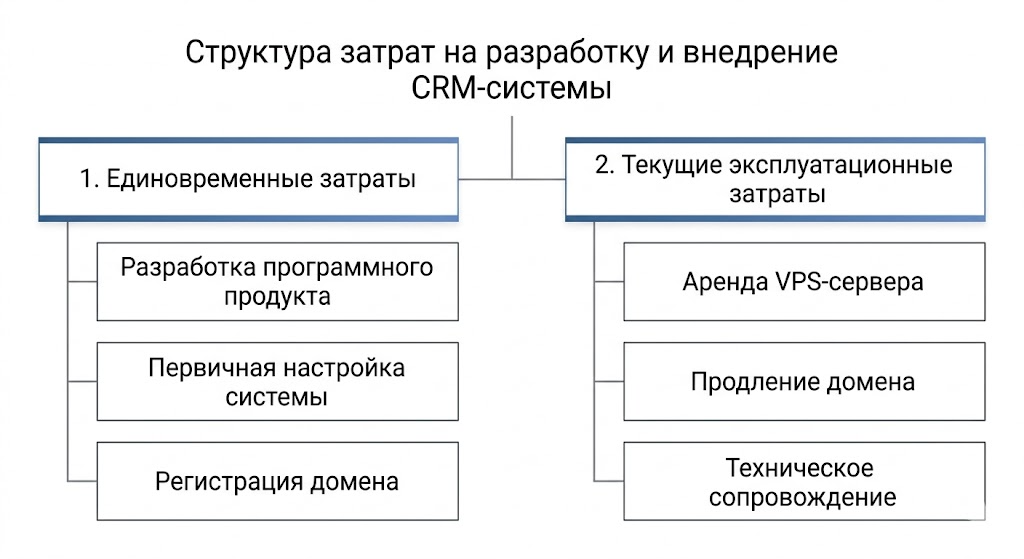 Структура затрат на разработку и внедрение
CRM-системы
1. Единовременные затраты
2. Текущие эксплуатационные
затраты
Разработка программного
продукта
Аренда VPS-сервера
Первичная настройка
системы
Продление домена
Регистрация домена
Техническое
сопровождение